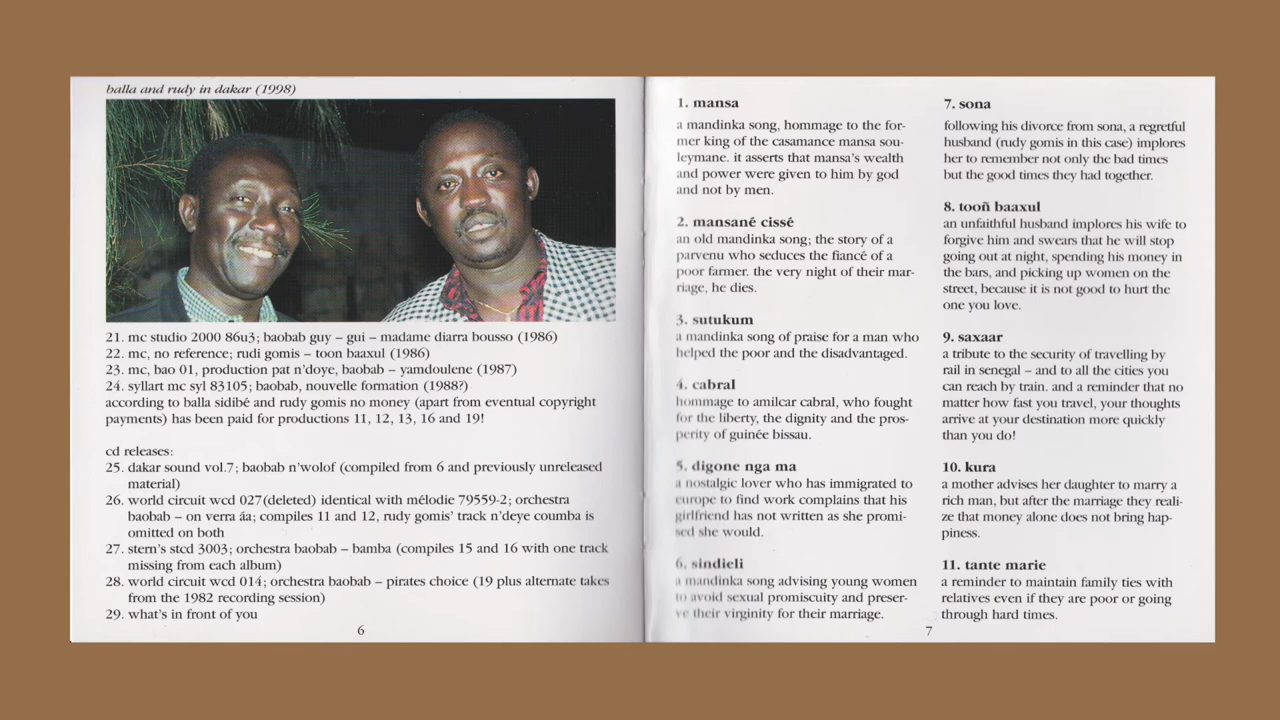 balla and rudy in dakar (1998)
21. mc studio 2000 86u3; baobab guy – gui – madame diarra bousso (1986)
22. mc, no reference; rudi gomis – toon baaxul (1986)
23. mc, bao 01, production pat n'doye, baobab – yamdoulene (1987)
24. syllart mc syl 83105; baobab, nouvelle formation (1988?)
according to balla sidibé and rudy gomis no money (apart from eventual copyright
payments) has been paid for productions 11, 12, 13, 16 and 19!
cd releases:
25. dakar sound vol.7; baobab n'wolof (compiled from 6 and previously unreleased
material)
26. world circuit wcd 027(deleted) identical with mélodie 79559-2; orchestra
baobab – on verra áa; compiles 11 and 12, rudy gomis' track n'deye coumba is
omitted on both
27. stern's stcd 3003; orchestra baobab – bamba (compiles 15 and 16 with one track
missing from each album)
28. world circuit wcd 014; orchestra baobab – pirates choice (19 plus alternate takes
from the 1982 recording session)
29. what's in front of you
6
1. mansa
a mandinka song, hommage to the for-
mer king of the casamance mansa sou-
leymane. it asserts that mansa's wealth
and power were given to him by god
and not by men.
2. mansané cissé
an old mandinka song; the story of a
parvenu who seduces the fiancé of a
poor farmer. the very night of their mar-
riage, he dies.
3. sutukum
a mandinka song of praise for a man who
helped the poor and the disadvantaged.
4. cabral
hommage to amilcar cabral, who fought
for the liberty, the dignity and the pros-
perity of guinée bissau.
5. digone nga ma
a nostalgic lover who has immigrated to
europe to find work complains that his
girlfriend has not written as she promi-
sed she would.
6. sindieli
a mandinka song advising young women
to avoid sexual promiscuity and preser-
ve their virginity for their marriage.
7. sona
following his divorce from sona, a regretful
husband (rudy gomis in this case) implores
her to remember not only the bad times
but the good times they had together.
8. tooñ baaxul
an unfaithful husband implores his wife to
forgive him and swears that he will stop
going out at night, spending his money in
the bars, and picking up women on the
street, because it is not good to hurt the
one you love.
9. saxaar
a tribute to the security of travelling by
rail in senegal – and to all the cities you
can reach by train. and a reminder that no
matter how fast you travel, your thoughts
arrive at your destination more quickly
than you do!
10. kura
a mother advises her daughter to marry a
rich man, but after the marriage they reali-
ze that money alone does not bring hap-
piness.
11. tante marie
a reminder to maintain family ties with
relatives even if they are poor or going
through hard times.
7